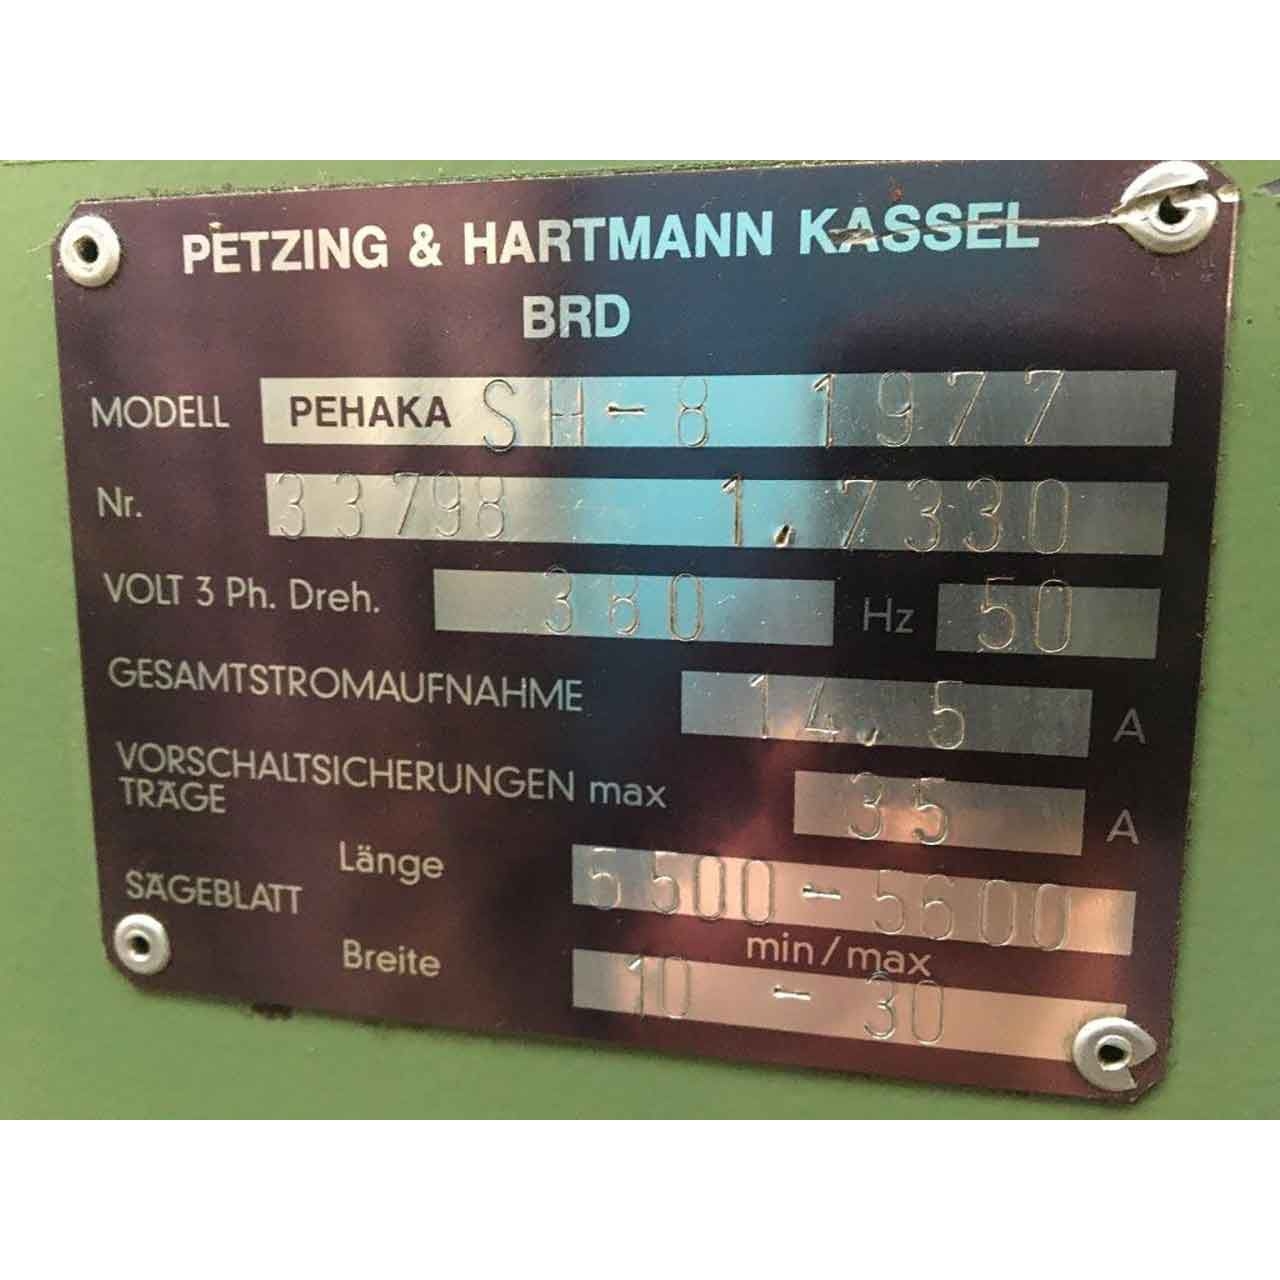 PETZING & HARTMANN KASSEL
BRD
MODELL PEHAKA SH-8 1977
Nr. 33798 1,7330
VOLT 3 Ph. Dreh. 380 Hz 50
GESAMTSTROMAUFNAHME 14,5 A
VORSCHALTSICHERUNGEN max 35 A
TRÄGE
SÄGEBLATT Länge 5500-5600
min/max
Breite 10-30